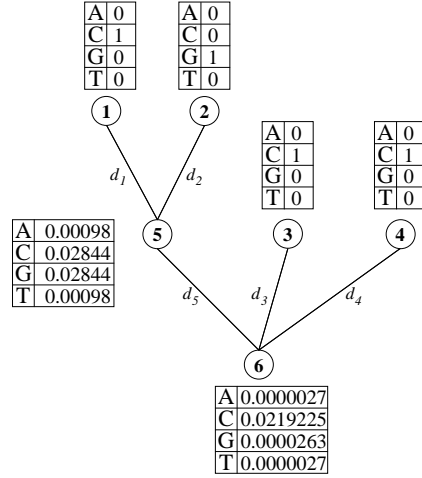 A 0
C 1
G 0
T 0
A 0
C 0
G 1
T 0
1
2
A 0
C 1
G 0
T 0
A 0
C 1
G 0
T 0
d1
d2
A 0.00098
C 0.02844
G 0.02844
T 0.00098
5
3
4
d5
d3
d4
6
A 0.0000027
C 0.0219225
G 0.0000263
T 0.0000027